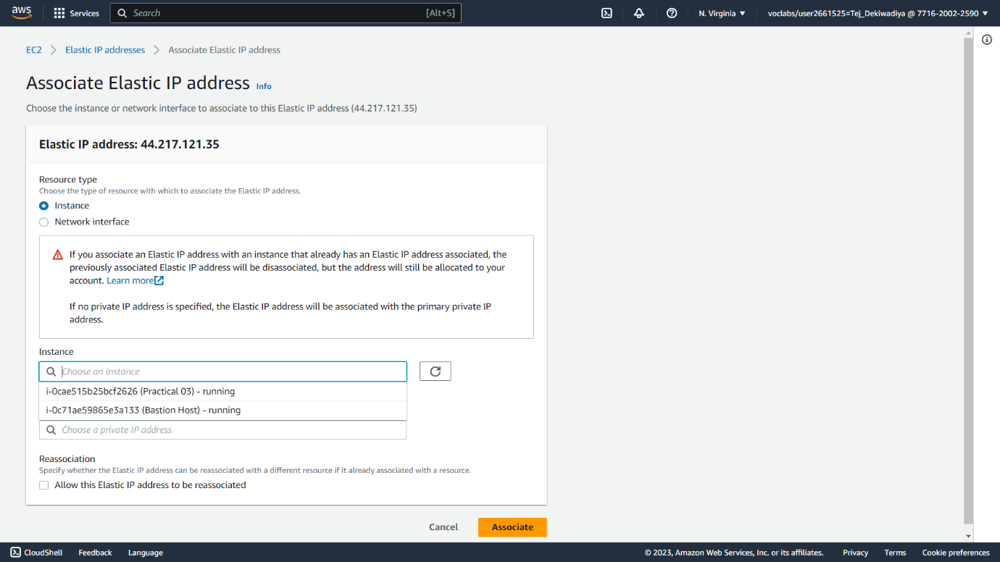 aws
Services
Search
[Alt+S]
N. Virginia
voclabs/user2661525=Tej_Dekiwadiya @ 7716-2002-2590
EC2
Elastic IP addresses
Associate Elastic IP address
Associate Elastic IP address Info
Choose the instance or network interface to associate to this Elastic IP address (44.217.121.35)
Elastic IP address: 44.217.121.35
Resource type
Choose the type of resource with which to associate the Elastic IP address.
Instance
Network interface
If you associate an Elastic IP address with an instance that already has an Elastic IP address associated, the
previously associated Elastic IP address will be disassociated, but the address will still be allocated to your
account. Learn more
If no private IP address is specified, the Elastic IP address will be associated with the primary private IP
address.
Instance
Choose an instance
i-0cae515b25bcf2626 (Practical 03) - running
i-0c71ae59865e3a133 (Bastion Host) - running
Choose a private IP address
Reassociation
Specify whether the Elastic IP address can be reassociated with a different resource if it already associated with a resource.
Allow this Elastic IP address to be reassociated
Cancel
Associate
CloudShell
Feedback
Language
© 2023, Amazon Web Services, Inc. or its affiliates.
Privacy
Terms
Cookie preferences